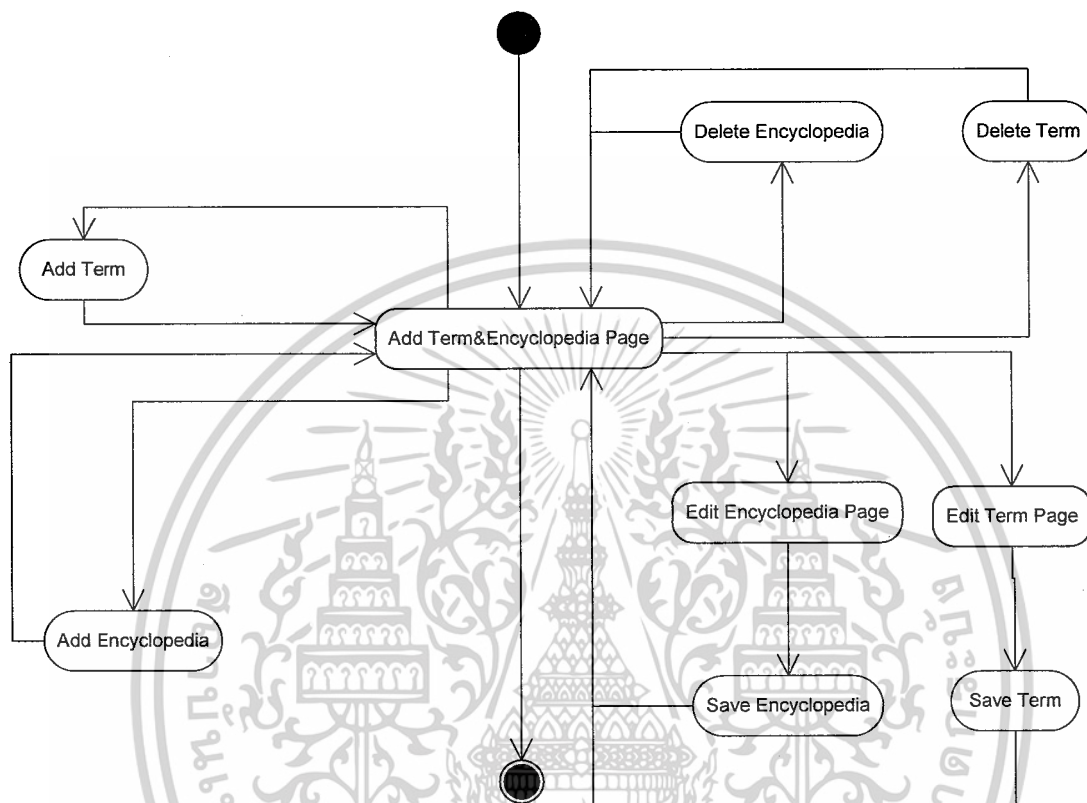 Delete Encyclopedia
Delete Term
Add Term
Add Term&Encyclopedia Page
Edit Encyclopedia Page
Edit Term Page
Add Encyclopedia
Save Encyclopedia
Save Term